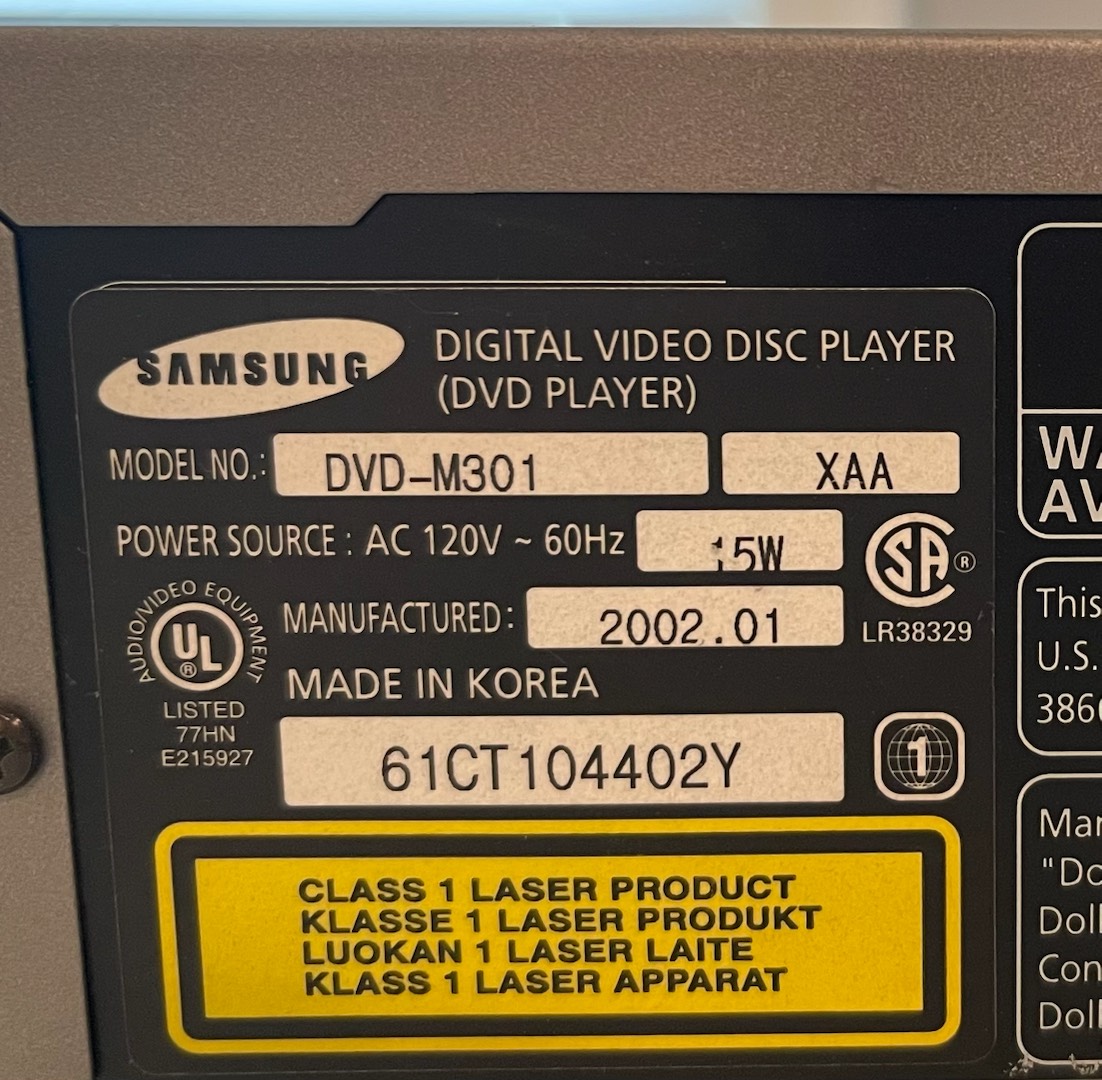 SAMSUNG
DIGITAL VIDEO DISC PLAYER
(DVD PLAYER)
MODEL NO.: DVD-M301 XAA
POWER SOURCE : AC 120V ~ 60Hz 15W
SA ®
LR38329
AUDIO/VIDEO EQUIPMENT
UL ®
LISTED
77HN
E215927
MANUFACTURED: 2002.01
MADE IN KOREA
61CT104402Y
1
CLASS 1 LASER PRODUCT
KLASSE 1 LASER PRODUKT
LUOKAN 1 LASER LAITE
KLASS 1 LASER APPARAT
This
U.S.